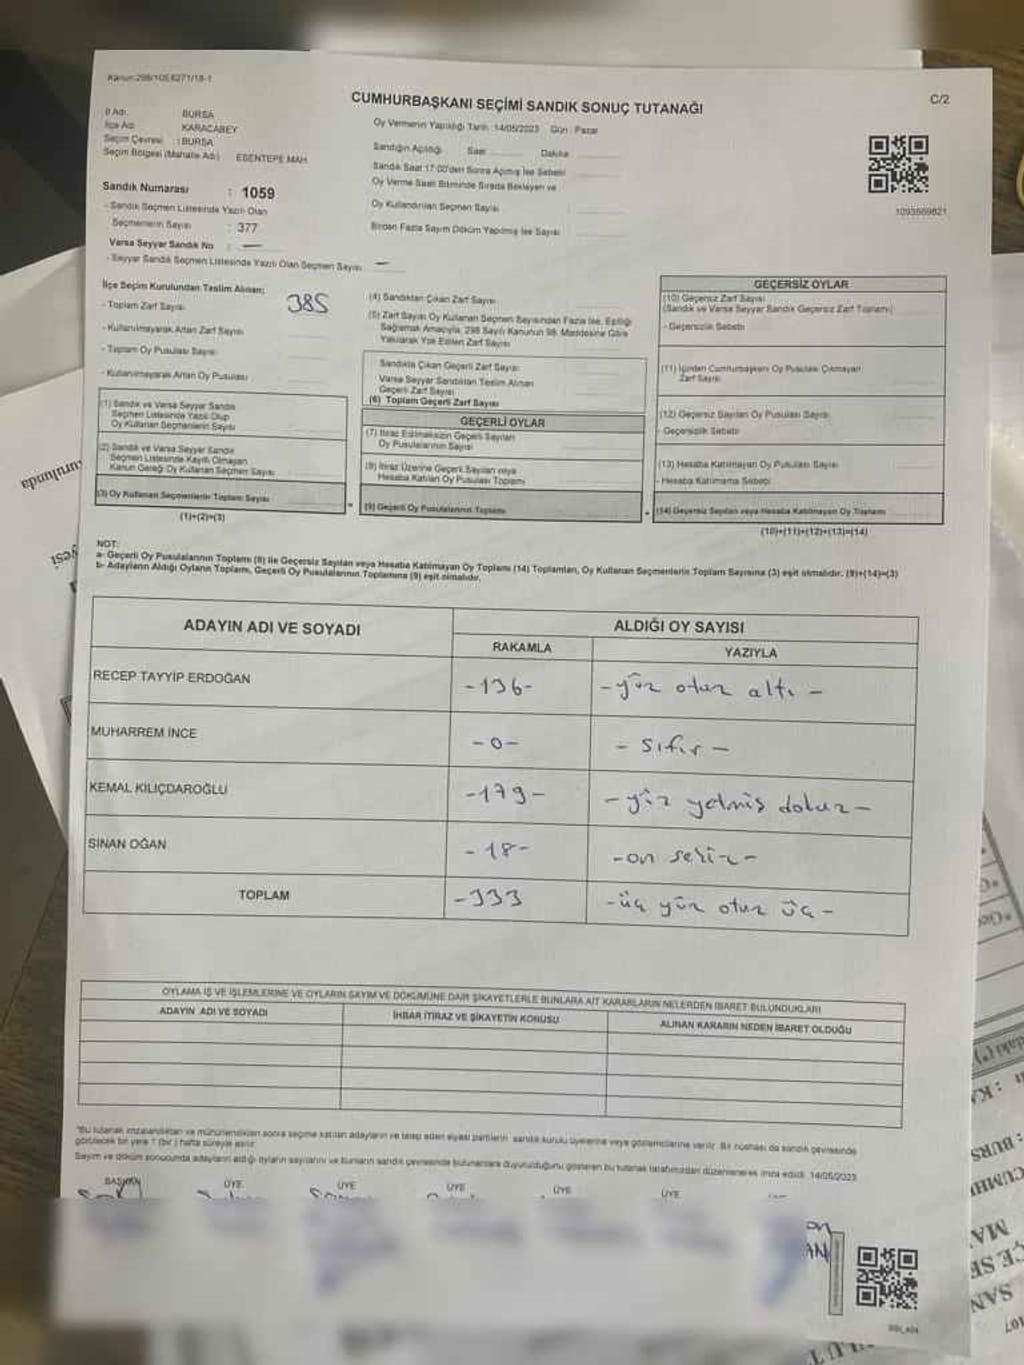 Kanun:298/105&271/18-1
CUMHURBAŞKANI SEÇİMİ SANDIK SONUÇ TUTANAĞI
C/2
İl Adı: BURSA
İlçe Adı: KARACABEY
Seçim Çevresi : BURSA
Seçim Bölgesi (Mahalle Adı) ESENTEPE MAH
Oy Vermenin Yapıldığı Tarih :14/05/2023 Gün : Pazar
Sandığın Açıldığı Saat Dakika
Sandık Saat 17:00'den Sonra Açılmış İse Sebebi
Oy Verme Saati Bitiminde Sırada Bekleyen ve
Oy Kullandırılan Seçmen Sayısı :
Birden Fazla Sayım Döküm Yapılmış İse Sayısı
1093569821
Sandık Numarası : 1059
- Sandık Seçmen Listesinde Yazılı Olan
Seçmenlerin Sayısı : 377
Varsa Seyyar Sandık No : —
- Seyyar Sandık Seçmen Listesinde Yazılı Olan Seçmen Sayısı —
İlçe Seçim Kurulundan Teslim Alınan;
- Toplam Zarf Sayısı 385
- Kullanılmayarak Artan Zarf Sayısı
- Toplam Oy Pusulası Sayısı
- Kullanılmayarak Artan Oy Pusulası
(1) Sandık ve Varsa Seyyar Sandık
Seçmen Listesinde Yazılı Olup
Oy Kullanan Seçmenlerin Sayısı
(2) Sandık ve Varsa Seyyar Sandık
Seçmen Listesinde Kayıtlı Olmayan
Kanun Gereği Oy Kullanan Seçmen Sayısı
(3) Oy Kullanan Seçmenlerin Toplam Sayısı
(1)+(2)=(3)
(4) Sandıktan Çıkan Zarf Sayısı
(5) Zarf Sayısı Oy Kullanan Seçmen Sayısından Fazla İse, Eşitliği
Sağlamak Amacıyla, 298 Sayılı Kanunun 98. Maddesine Göre
Yakılarak Yok Edilen Zarf Sayısı
Sandıkta Çıkan Geçerli Zarf Sayısı
Varsa Seyyar Sandıktan Teslim Alınan
Geçerli Zarf Sayısı
(6) Toplam Geçerli Zarf Sayısı
GEÇERLİ OYLAR
(7) İtiraz Edilmeksizin Geçerli Sayılan
Oy Pusulalarının Sayısı
(8) İtiraz Üzerine Geçerli Sayılan veya
Hesaba Katılan Oy Pusulası Toplamı
(9) Geçerli Oy Pusulalarının Toplamı
GEÇERSİZ OYLAR
(10) Geçersiz Zarf Sayısı
(Sandık ve Varsa Seyyar Sandık Geçersiz Zarf Toplamı)
- Geçersizlik Sebebi
(11) İçinden Cumhurbaşkanı Oy Pusulası Çıkmayan
Zarf Sayısı
(12) Geçersiz Sayılan Oy Pusulası Sayısı
- Geçersizlik Sebebi
(13) Hesaba Katılmayan Oy Pusulası Sayısı
- Hesaba Katılmama Sebebi
(14) Geçersiz Sayılan veya Hesaba Katılmayan Oy Toplamı
(10)+(11)+(12)+(13)=(14)
NOT:
a- Geçerli Oy Pusulalarının Toplamı (9) ile Geçersiz Sayılan veya Hesaba Katılmayan Oy Toplamı (14) Toplamları, Oy Kullanan Seçmenlerin Toplam Sayısına (3) eşit olmalıdır. (9)+(14)=(3)
b- Adayların Aldığı Oyların Toplamı, Geçerli Oy Pusulalarının Toplamına (9) eşit olmalıdır.
ADAYIN ADI VE SOYADI ALDIĞI OY SAYISI
RAKAMLA YAZIYLA
RECEP TAYYİP ERDOĞAN -136- -yüz otuz altı-
MUHARREM İNCE -0- -sıfır-
KEMAL KILIÇDAROĞLU -179- -yüz yetmiş dokuz-
SİNAN OĞAN -18- -on sekiz-
TOPLAM -333 -üç yüz otuz üç-
OYLAMA İŞ VE İŞLEMLERİNE VE OYLARIN SAYIM VE DÖKÜMÜNE DAİR ŞİKAYETLERLE BUNLARA AİT KARARLARIN NELERDEN İBARET BULUNDUKLARI
ADAYIN ADI VE SOYADI İHBAR İTİRAZ VE ŞİKAYETİN KONUSU ALINAN KARARIN NEDEN İBARET OLDUĞU
"Bu tutanak imzalandıktan ve mühürlendikten sonra seçime katılan adayların ve talep eden siyasi partilerin sandık kurulu üyelerine veya gözlemcilerine verilir. Bir nüshası da sandık çevresinde
görülecek bir yere 1 (bir ) hafta süreyle asılır.
Sayım ve döküm sonucunda adayların aldığı oyların sayılarını ve bunların sandık çevresinde bulunanlara duyurulduğunu gösteren bu tutanak tarafımızdan düzenlenerek imza edildi. 14/05/2023
BAŞKAN ÜYE ÜYE ÜYE ÜYE ÜYE